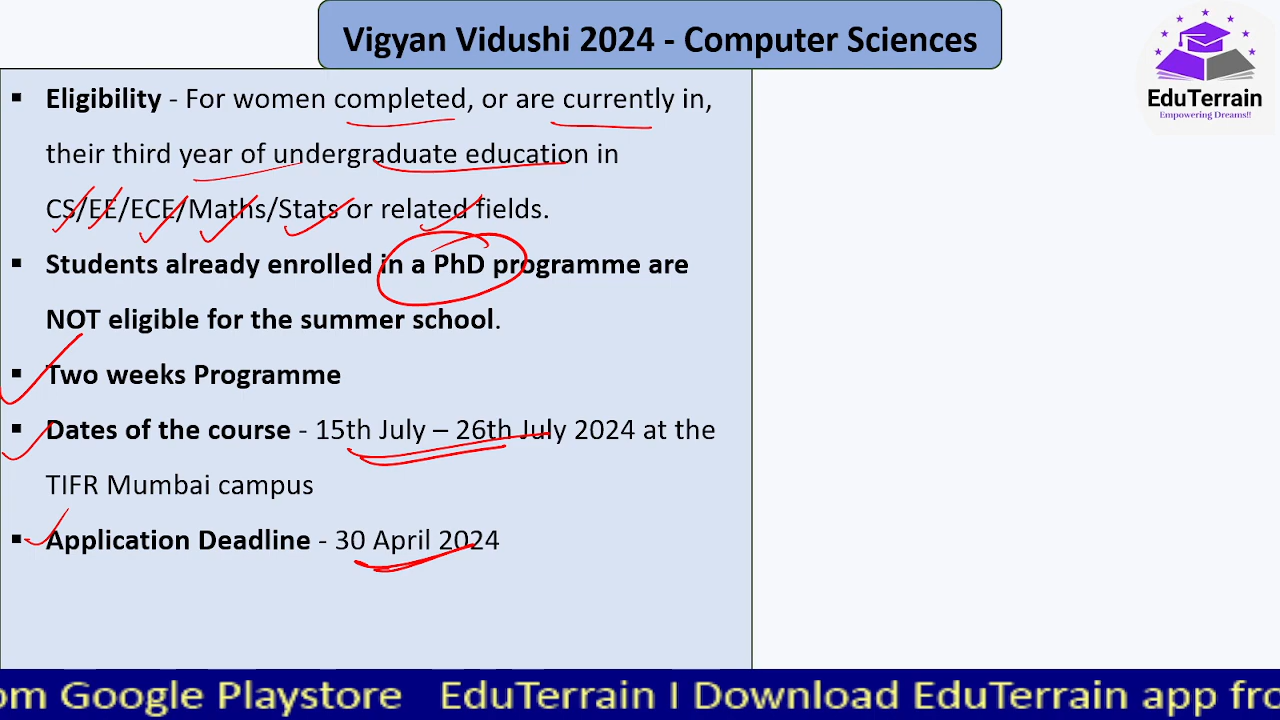 Vigyan Vidushi 2024 - Computer Sciences
EduTerrain
Empowering Dreams!!
▪ Eligibility - For women completed, or are currently in,
their third year of undergraduate education in
CS/EE/ECE/Maths/Stats or related fields.
▪ Students already enrolled in a PhD programme are
NOT eligible for the summer school.
▪ Two weeks Programme
▪ Dates of the course - 15th July – 26th July 2024 at the
TIFR Mumbai campus
▪ Application Deadline - 30 April 2024
om Google Playstore EduTerrain I Download EduTerrain app fro